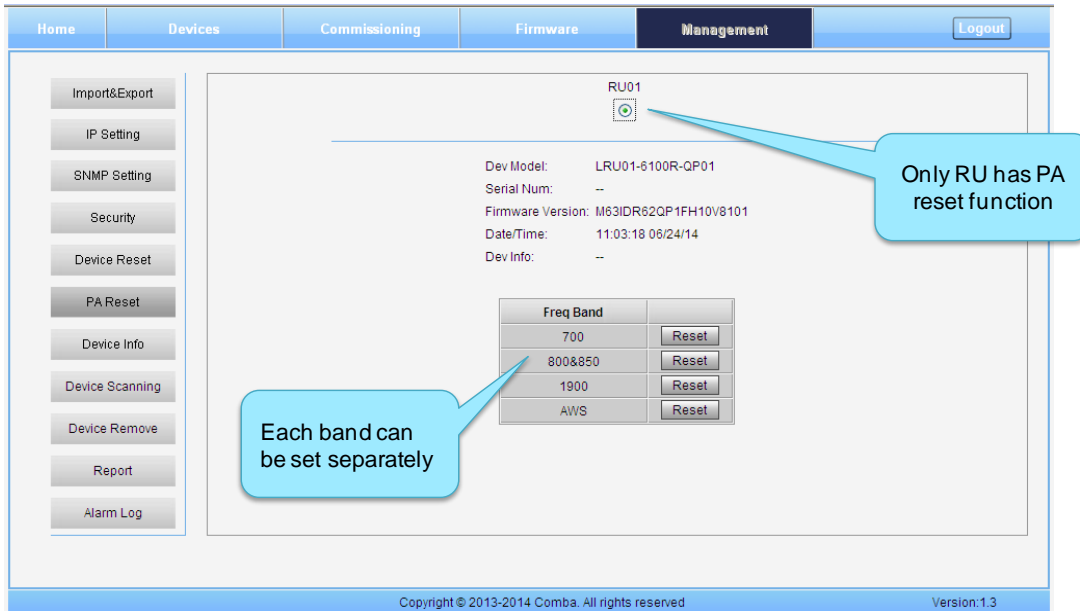 Home Devices Commissioning Firmware Management Logout
Import&Export
IP Setting
SNMP Setting
Security
Device Reset
PA Reset
Device Info
Device Scanning
Device Remove
Report
Alarm Log
RU01
Only RU has PA
reset function
Dev Model: LRU01-6100R-QP01
Serial Num: --
Firmware Version: M63IDR62QP1FH10V8101
Date/Time: 11:03:18 06/24/14
Dev Info: --
Freq Band
700 Reset
800&850 Reset
1900 Reset
AWS Reset
Each band can
be set separately
Copyright © 2013-2014 Comba. All rights reserved Version:1.3